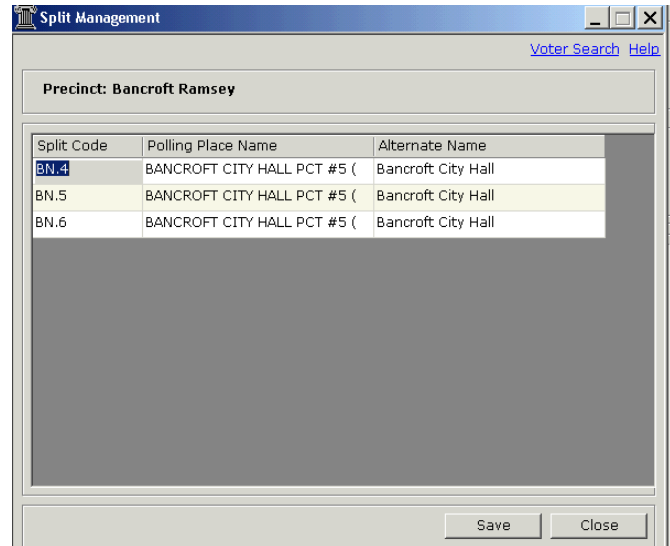 Split Management
Voter Search Help
Precinct: Bancroft Ramsey
Split Code Polling Place Name Alternate Name
BN.4 BANCROFT CITY HALL PCT #5 ( Bancroft City Hall
BN.5 BANCROFT CITY HALL PCT #5 ( Bancroft City Hall
BN.6 BANCROFT CITY HALL PCT #5 ( Bancroft City Hall
Save Close